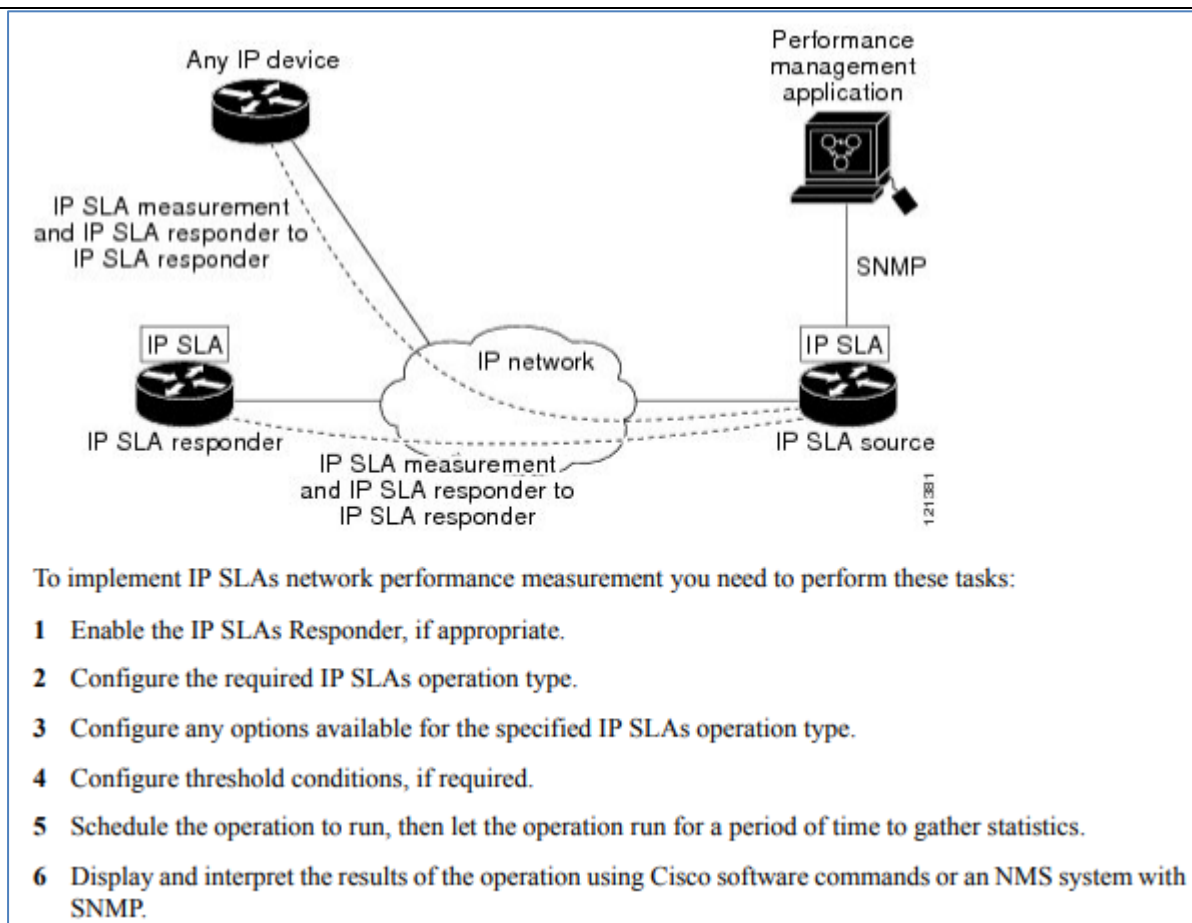 Any IP device
Performance
management
application
IP SLA measurement
and IP SLA responder to
IP SLA responder
SNMP
IP SLA
IP network
IP SLA
IP SLA responder
IP SLA source
IP SLA measurement
and IP SLA responder to
IP SLA responder
121381
To implement IP SLAs network performance measurement you need to perform these tasks:
1 Enable the IP SLAs Responder, if appropriate.
2 Configure the required IP SLAs operation type.
3 Configure any options available for the specified IP SLAs operation type.
4 Configure threshold conditions, if required.
5 Schedule the operation to run, then let the operation run for a period of time to gather statistics.
6 Display and interpret the results of the operation using Cisco software commands or an NMS system with
SNMP.